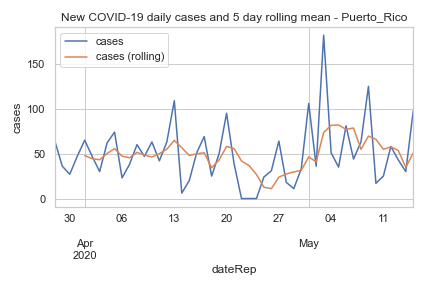 New COVID-19 daily cases and 5 day rolling mean - Puerto_Rico
cases
cases (rolling)
cases
150
100
50
0
30
06
13
20
27
04
11
Apr
2020
May
dateRep